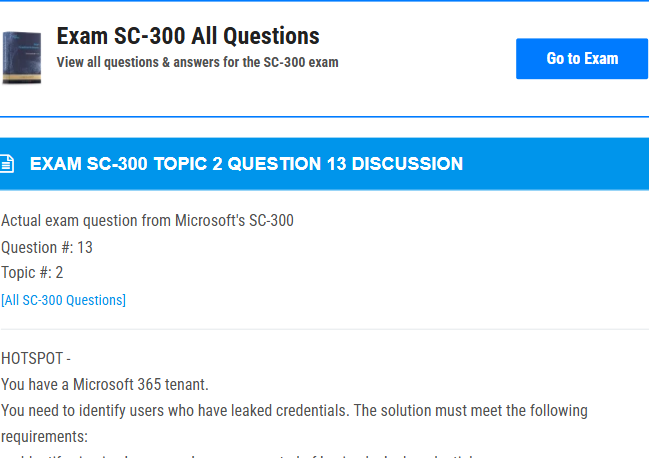 Exam SC-300 All Questions
View all questions & answers for the SC-300 exam
Go to Exam
EXAM SC-300 TOPIC 2 QUESTION 13 DISCUSSION
Actual exam question from Microsoft's SC-300
Question #: 13
Topic #: 2
[All SC-300 Questions]
HOTSPOT -
You have a Microsoft 365 tenant.
You need to identify users who have leaked credentials. The solution must meet the following
requirements: